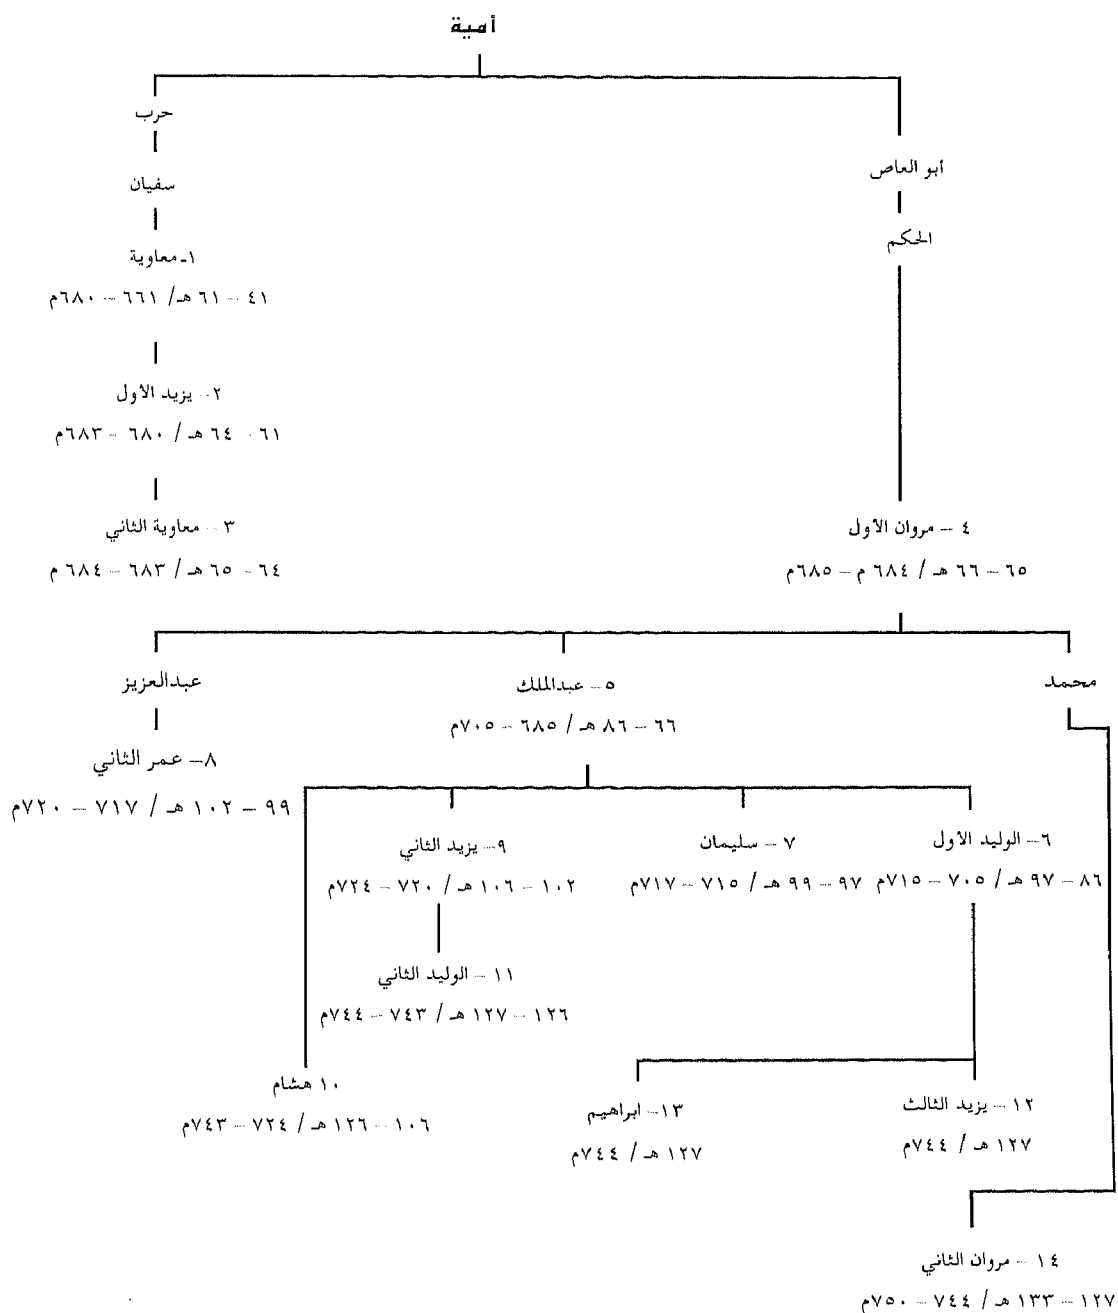 أمية
حرب
أبو العاص
سفيان
الحكم
١ـ معاوية
٤١ – ٦١ هـ/ ٦٦١ – ٦٨٠م
٢– يزيد الأول
٦١ – ٦٤ هـ / ٦٨٠ – ٦٨٣م
٣ – معاوية الثاني
٦٤ – ٦٥ هـ / ٦٨٣ – ٦٨٤ م
٤ – مروان الأول
٦٥ – ٦٦ هـ / ٦٨٤ م – ٦٨٥م
محمد
٥– عبدالملك
٦٦ – ٨٦ هـ / ٦٨٥ – ٧٠٥م
عبدالعزيز
٨– عمر الثاني
٩٩ – ١٠٢ هـ / ٧١٧ – ٧٢٠م
٦– الوليد الأول
٨٦ – ٩٧ هـ / ٧٠٥ – ٧١٥م
٧ – سليمان
٩٧ – ٩٩ هـ / ٧١٥ – ٧١٧م
٩– يزيد الثاني
١٠٢ – ١٠٦ هـ / ٧٢٠ – ٧٢٤م
١١ – الوليد الثاني
١٢٦ – ١٢٧ هـ / ٧٤٣ – ٧٤٤م
١٠ هشام
١٠٦ – ١٢٦ هـ / ٧٢٤ – ٧٤٣م
١٢ – يزيد الثالث
١٢٧ هـ / ٧٤٤م
١٣– ابراهيم
١٢٧ هـ / ٧٤٤م
١٤ – مروان الثاني
١٢٧ – ١٣٣ هـ / ٧٤٤ – ٧٥٠م